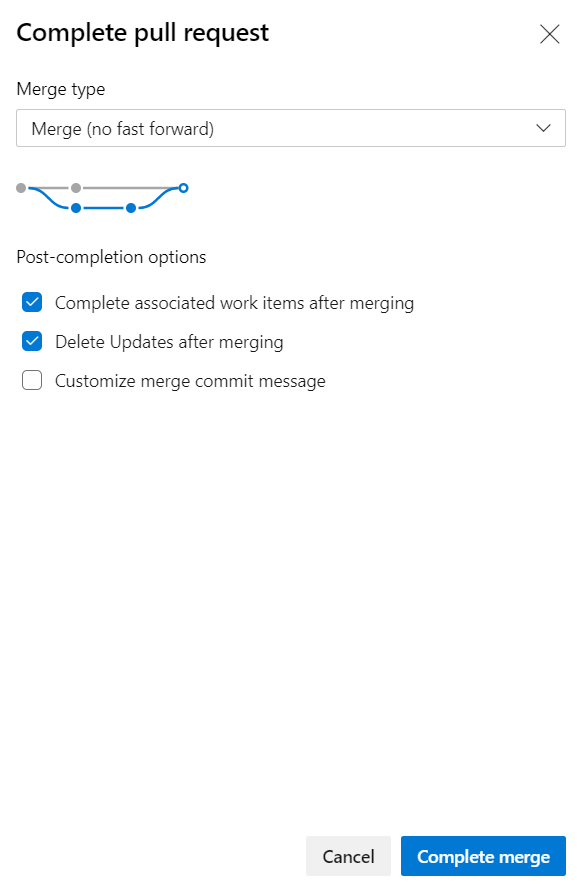 Complete pull request
Merge type
Merge (no fast forward)
Post-completion options
Complete associated work items after merging
Delete Updates after merging
Customize merge commit message
Cancel
Complete merge